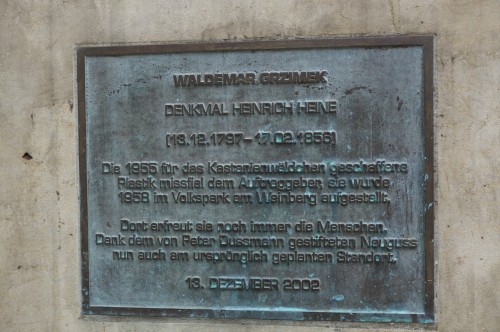 WALDEMAR GRZIMEK
DENKMAL HEINRICH HEINE
(13.12.1797–17.02.1856)
Die 1955 für das Kastanienwäldchen geschaffene
Plastik missfiel dem Auftraggeber, sie wurde
1958 im Volkspark am Weinberg aufgestellt.
Dort erfreut sie noch immer die Menschen.
Dank dem von Peter Dussmann gestifteten Neuguss
nun auch am ursprünglich geplanten Standort.
13. DEZEMBER 2002